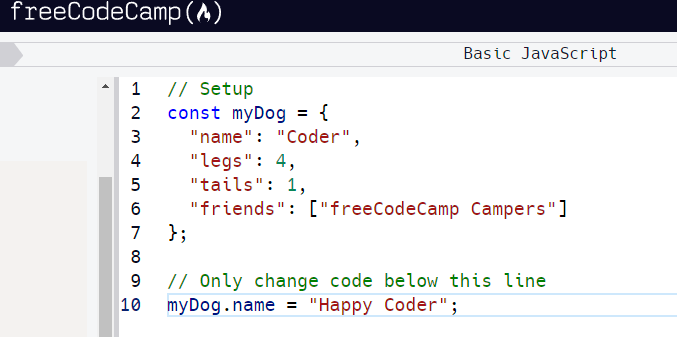 freeCodeCamp(🔥)
Basic JavaScript
1 // Setup
2 const myDog = {
3   "name": "Coder",
4   "legs": 4,
5   "tails": 1,
6   "friends": ["freeCodeCamp Campers"]
7 };
8
9 // Only change code below this line
10 myDog.name = "Happy Coder";